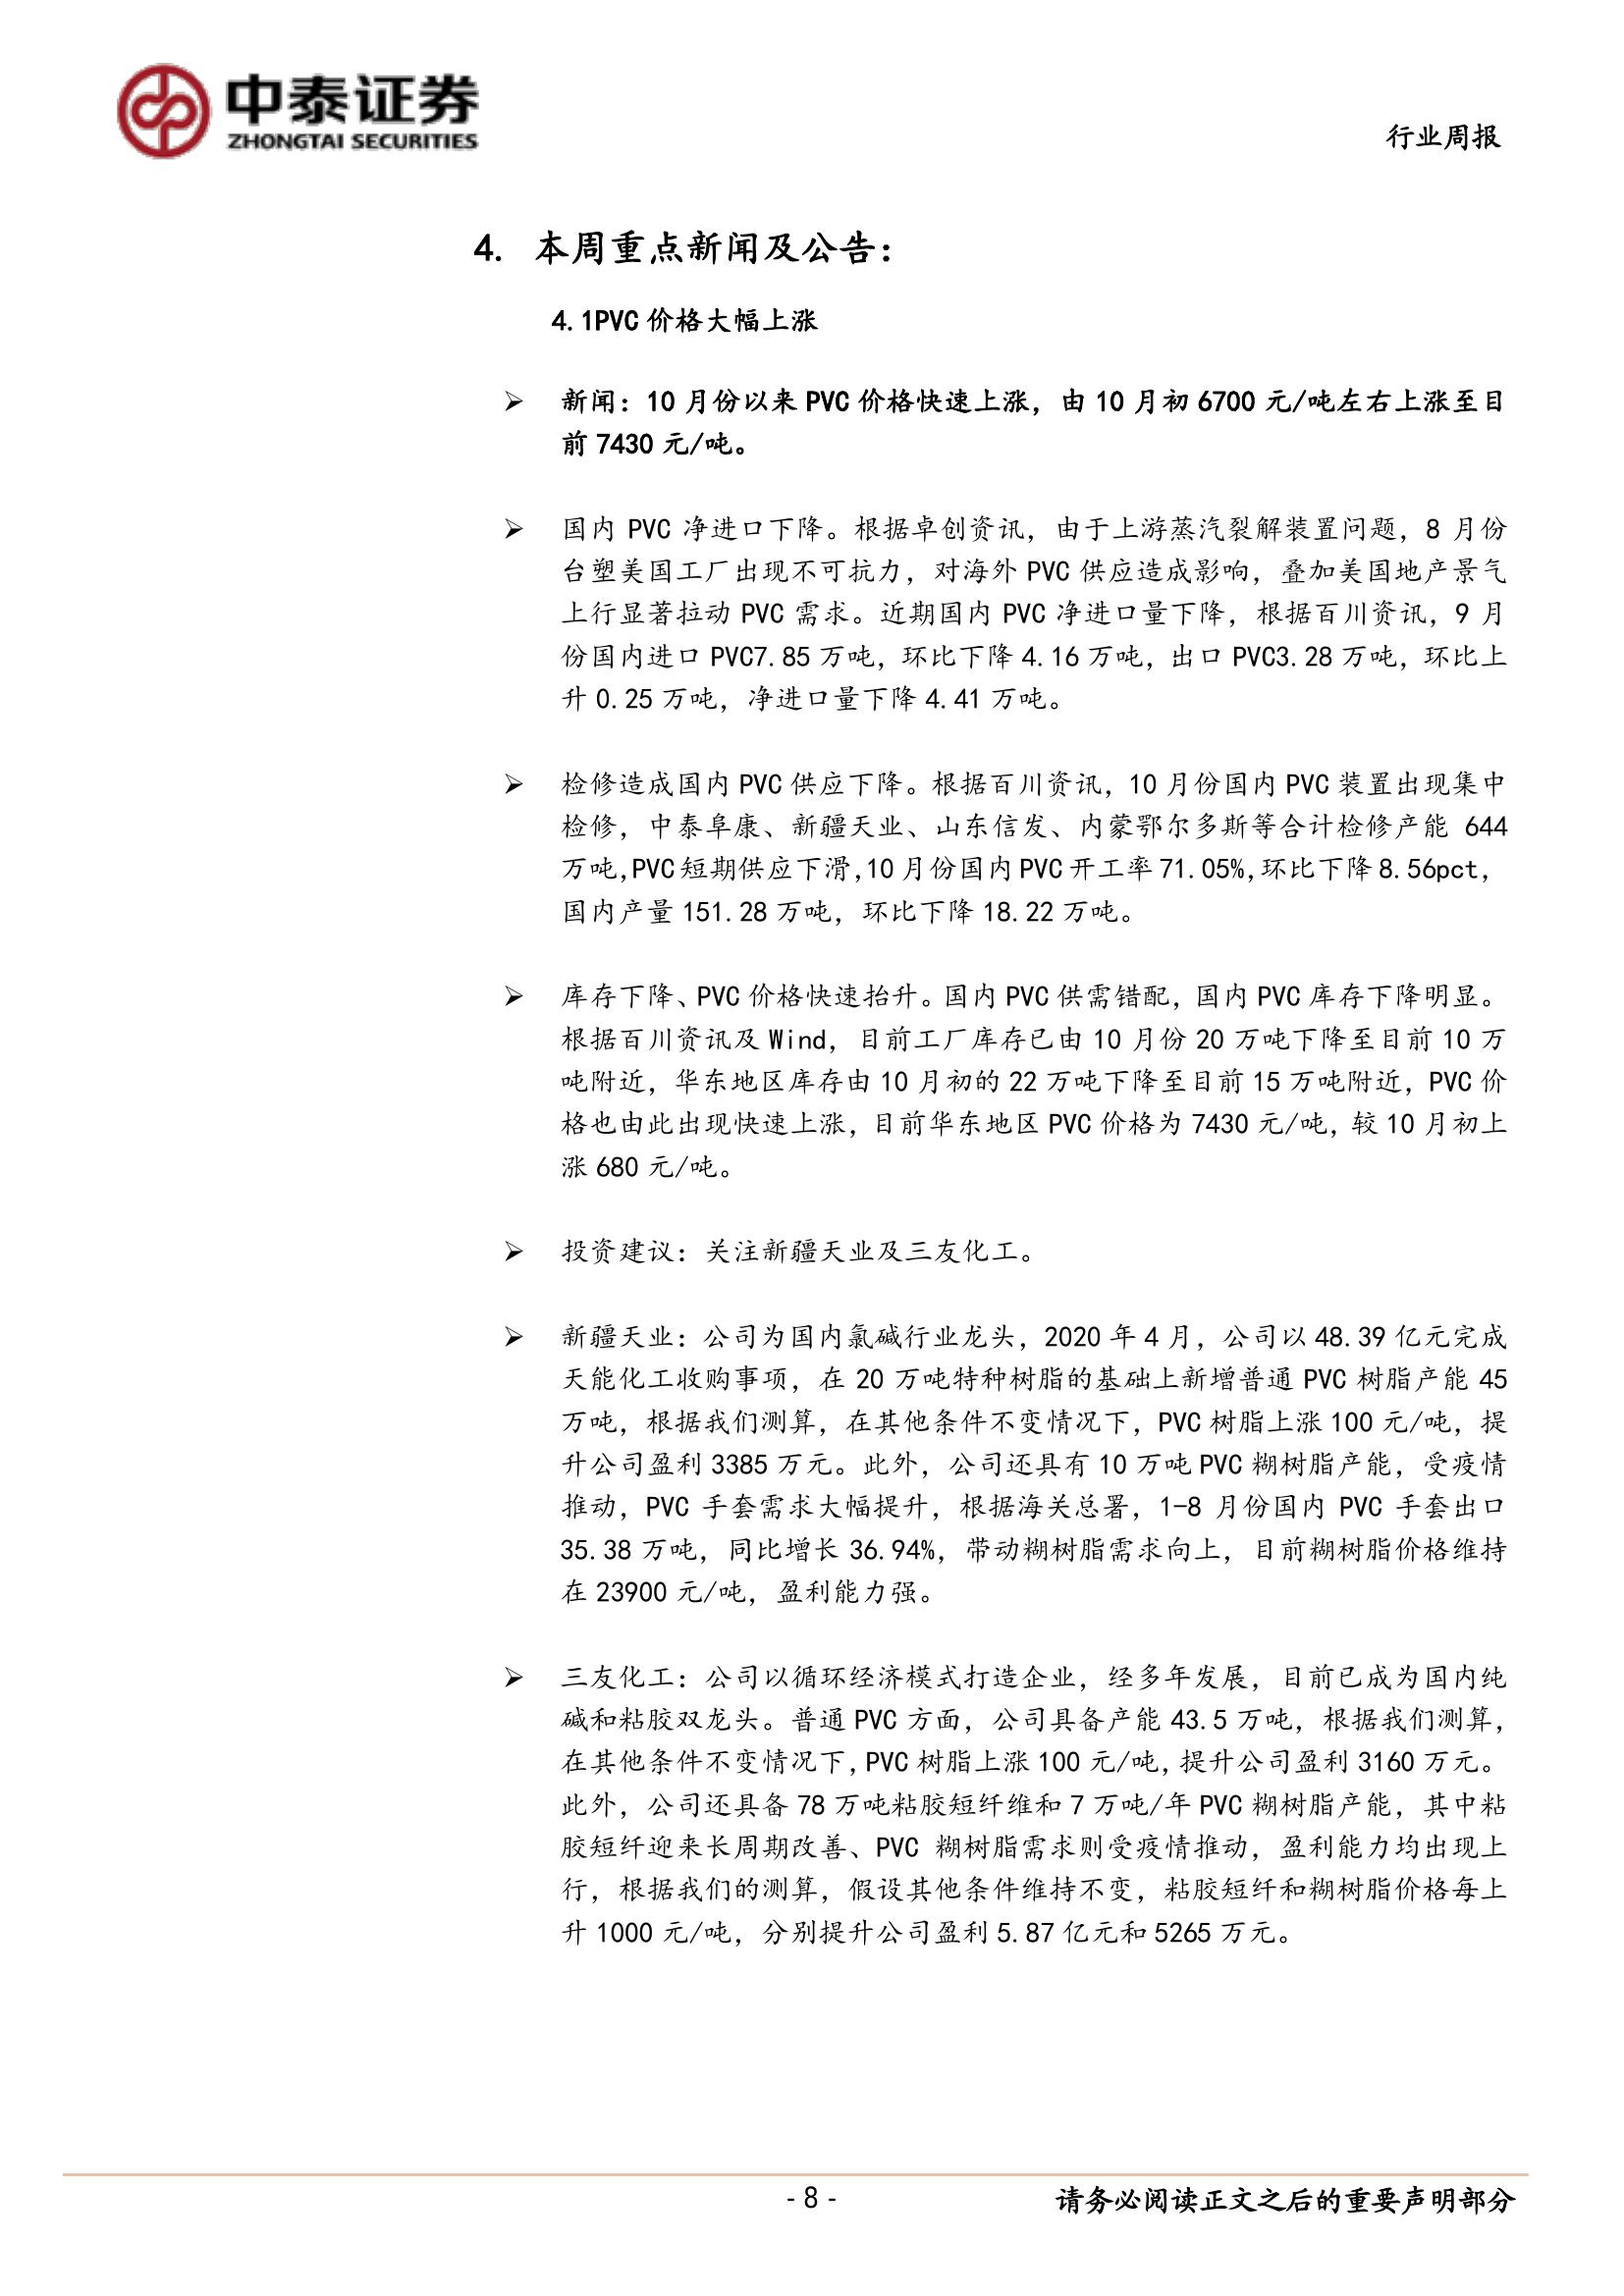 中泰证券
ZHONGTAI SECURITIES
行业周报
4. 本周重点新闻及公告：
4.1PVC 价格大幅上涨
➢ 新闻：10 月份以来 PVC 价格快速上涨，由 10 月初 6700 元/吨左右上涨至目
前 7430 元/吨。
➢ 国内 PVC 净进口下降。根据卓创资讯，由于上游蒸汽裂解装置问题，8 月份
台塑美国工厂出现不可抗力，对海外 PVC 供应造成影响，叠加美国地产景气
上行显著拉动 PVC 需求。近期国内 PVC 净进口量下降，根据百川资讯，9 月
份国内进口 PVC7.85 万吨，环比下降 4.16 万吨，出口 PVC3.28 万吨，环比上
升 0.25 万吨，净进口量下降 4.41 万吨。
➢ 检修造成国内 PVC 供应下降。根据百川资讯，10 月份国内 PVC 装置出现集中
检修，中泰阜康、新疆天业、山东信发、内蒙鄂尔多斯等合计检修产能 644
万吨,PVC 短期供应下滑,10 月份国内 PVC 开工率 71.05%,环比下降 8.56pct，
国内产量 151.28 万吨，环比下降 18.22 万吨。
➢ 库存下降、PVC 价格快速抬升。国内 PVC 供需错配，国内 PVC 库存下降明显。
根据百川资讯及 Wind，目前工厂库存已由 10 月份 20 万吨下降至目前 10 万
吨附近，华东地区库存由 10 月初的 22 万吨下降至目前 15 万吨附近，PVC 价
格也由此出现快速上涨，目前华东地区 PVC 价格为 7430 元/吨，较 10 月初上
涨 680 元/吨。
➢ 投资建议：关注新疆天业及三友化工。
➢ 新疆天业：公司为国内氯碱行业龙头，2020 年 4 月，公司以 48.39 亿元完成
天能化工收购事项，在 20 万吨特种树脂的基础上新增普通 PVC 树脂产能 45
万吨，根据我们测算，在其他条件不变情况下，PVC 树脂上涨 100 元/吨，提
升公司盈利 3385 万元。此外，公司还具有 10 万吨 PVC 糊树脂产能，受疫情
推动，PVC 手套需求大幅提升，根据海关总署，1-8 月份国内 PVC 手套出口
35.38 万吨，同比增长 36.94%，带动糊树脂需求向上，目前糊树脂价格维持
在 23900 元/吨，盈利能力强。
➢ 三友化工：公司以循环经济模式打造企业，经多年发展，目前已成为国内纯
碱和粘胶双龙头。普通 PVC 方面，公司具备产能 43.5 万吨，根据我们测算，
在其他条件不变情况下,PVC 树脂上涨 100 元/吨,提升公司盈利 3160 万元。
此外，公司还具备 78 万吨粘胶短纤维和 7 万吨/年 PVC 糊树脂产能，其中粘
胶短纤迎来长周期改善、PVC 糊树脂需求则受疫情推动，盈利能力均出现上
行，根据我们的测算，假设其他条件维持不变，粘胶短纤和糊树脂价格每上
升 1000 元/吨，分别提升公司盈利 5.87 亿元和 5265 万元。
- 8 -
请务必阅读正文之后的重要声明部分